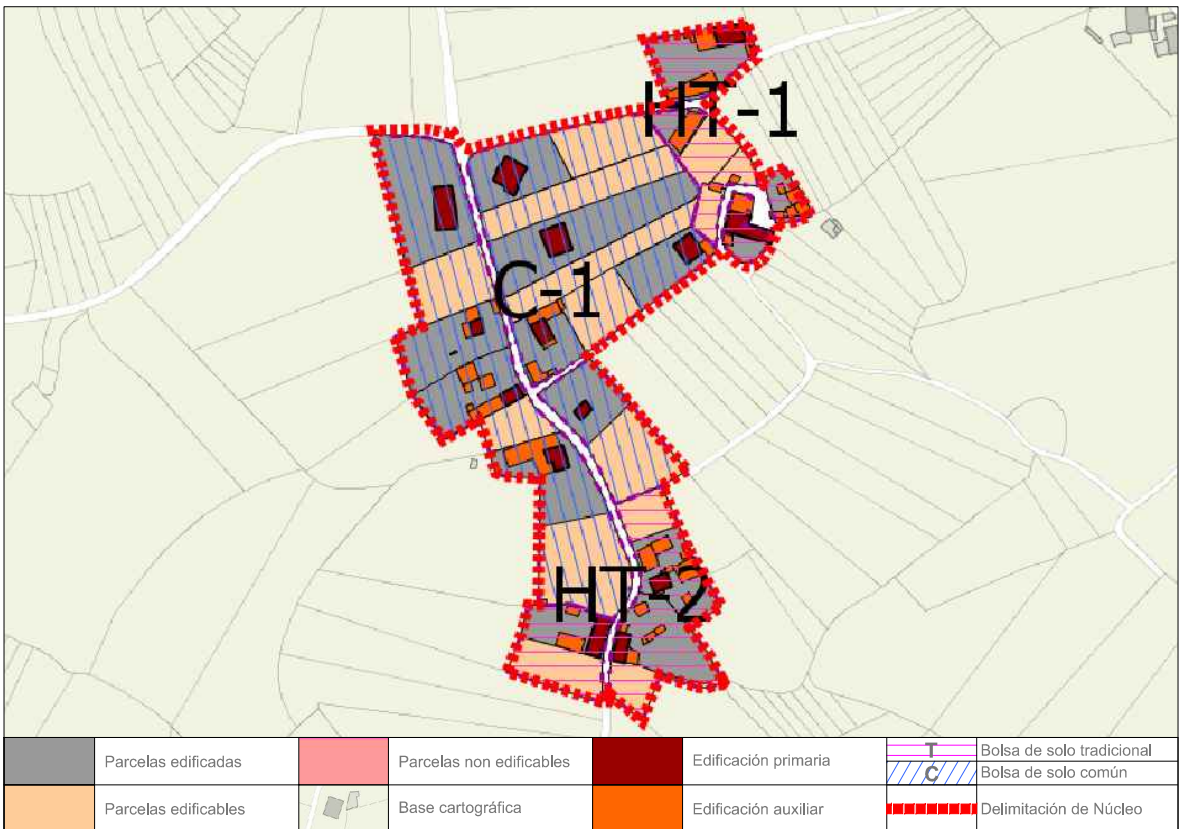 HT-1
C-1
HT-2
Parcelas edificadas
Parcelas non edificables
Edificación primaria
T
Bolsa de solo tradicional
C
Bolsa de solo común
Parcelas edificables
Base cartográfica
Edificación auxiliar
Delimitación de Núcleo